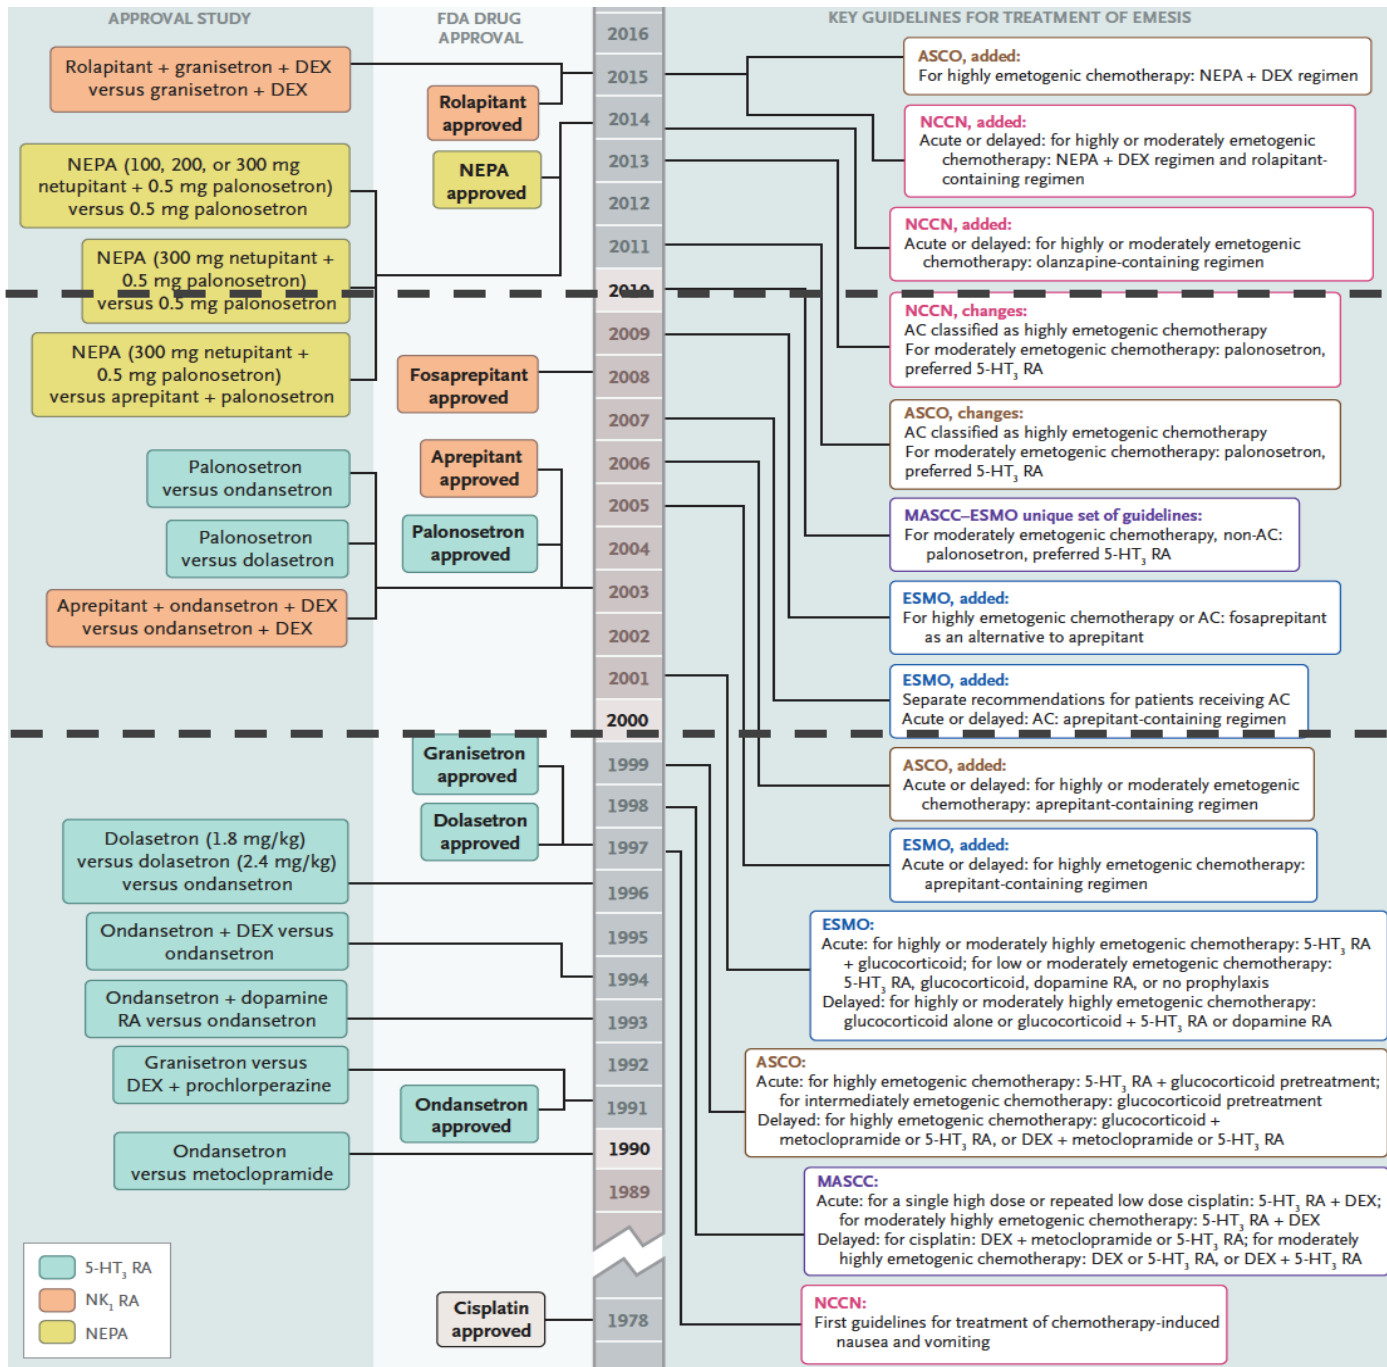 APPROVAL STUDY
FDA DRUG
APPROVAL
KEY GUIDELINES FOR TREATMENT OF EMESIS
Rolapitant + granisetron + DEX
versus granisetron + DEX
NEPA (100, 200, or 300 mg
netupitant + 0.5 mg palonosetron)
versus 0.5 mg palonosetron
NEPA (300 mg netupitant +
0.5 mg palonosetron)
versus 0.5 mg palonosetron
NEPA (300 mg netupitant +
0.5 mg palonosetron)
versus aprepitant + palonosetron
Palonosetron
versus ondansetron
Palonosetron
versus dolasetron
Aprepitant + ondansetron + DEX
versus ondansetron + DEX
Dolasetron (1.8 mg/kg)
versus dolasetron (2.4 mg/kg)
versus ondansetron
Ondansetron + DEX versus
ondansetron
Ondansetron + dopamine
RA versus ondansetron
Granisetron versus
DEX + prochlorperazine
Ondansetron
versus metoclopramide
5-HT₃ RA
NK₁ RA
NEPA
Rolapitant
approved
NEPA
approved
Fosaprepitant
approved
Aprepitant
approved
Palonosetron
approved
Granisetron
approved
Dolasetron
approved
Ondansetron
approved
Cisplatin
approved
2016
2015
2014
2013
2012
2011
2010
2009
2008
2007
2006
2005
2004
2003
2002
2001
2000
1999
1998
1997
1996
1995
1994
1993
1992
1991
1990
1989
1978
ASCO, added:
For highly emetogenic chemotherapy: NEPA + DEX regimen
NCCN, added:
Acute or delayed: for highly or moderately emetogenic
chemotherapy: NEPA + DEX regimen and rolapitant-
containing regimen
NCCN, added:
Acute or delayed: for highly or moderately emetogenic
chemotherapy: olanzapine-containing regimen
NCCN, changes:
AC classified as highly emetogenic chemotherapy
For moderately emetogenic chemotherapy: palonosetron,
preferred 5-HT₃ RA
ASCO, changes:
AC classified as highly emetogenic chemotherapy
For moderately emetogenic chemotherapy: palonosetron,
preferred 5-HT₃ RA
MASCC–ESMO unique set of guidelines:
For moderately emetogenic chemotherapy, non-AC:
palonosetron, preferred 5-HT₃ RA
ESMO, added:
For highly emetogenic chemotherapy or AC: fosaprepitant
as an alternative to aprepitant
ESMO, added:
Separate recommendations for patients receiving AC
Acute or delayed: AC: aprepitant-containing regimen
ASCO, added:
Acute or delayed: for highly or moderately emetogenic
chemotherapy: aprepitant-containing regimen
ESMO, added:
Acute or delayed: for highly emetogenic chemotherapy:
aprepitant-containing regimen
ESMO:
Acute: for highly or moderately highly emetogenic chemotherapy: 5-HT₃ RA
+ glucocorticoid; for low or moderately emetogenic chemotherapy:
5-HT₃ RA, glucocorticoid, dopamine RA, or no prophylaxis
Delayed: for highly or moderately highly emetogenic chemotherapy:
glucocorticoid alone or glucocorticoid + 5-HT₃ RA or dopamine RA
ASCO:
Acute: for highly emetogenic chemotherapy: 5-HT₃ RA + glucocorticoid pretreatment;
for intermediately emetogenic chemotherapy: glucocorticoid pretreatment
Delayed: for highly emetogenic chemotherapy: glucocorticoid +
metoclopramide or 5-HT₃ RA, or DEX + metoclopramide or 5-HT₃ RA
MASCC:
Acute: for a single high dose or repeated low dose cisplatin: 5-HT₃ RA + DEX;
for moderately highly emetogenic chemotherapy: 5-HT₃ RA + DEX
Delayed: for cisplatin: DEX + metoclopramide or 5-HT₃ RA; for moderately
highly emetogenic chemotherapy: DEX or 5-HT₃ RA, or DEX + 5-HT₃ RA
NCCN:
First guidelines for treatment of chemotherapy-induced
nausea and vomiting